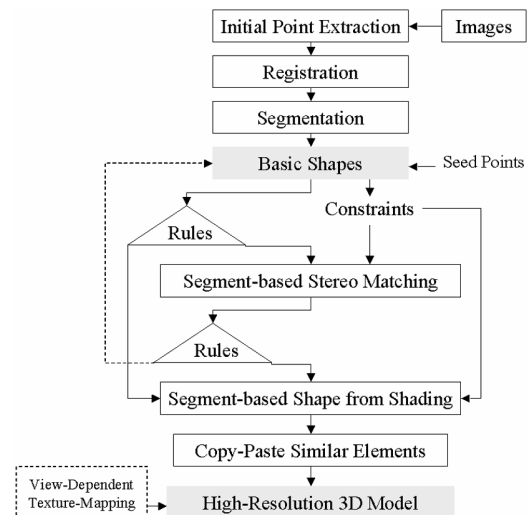 Initial Point Extraction
Images
Registration
Segmentation
Basic Shapes
Seed Points
Constraints
Rules
Segment-based Stereo Matching
Rules
Segment-based Shape from Shading
Copy-Paste Similar Elements
View-Dependent
Texture-Mapping
High-Resolution 3D Model